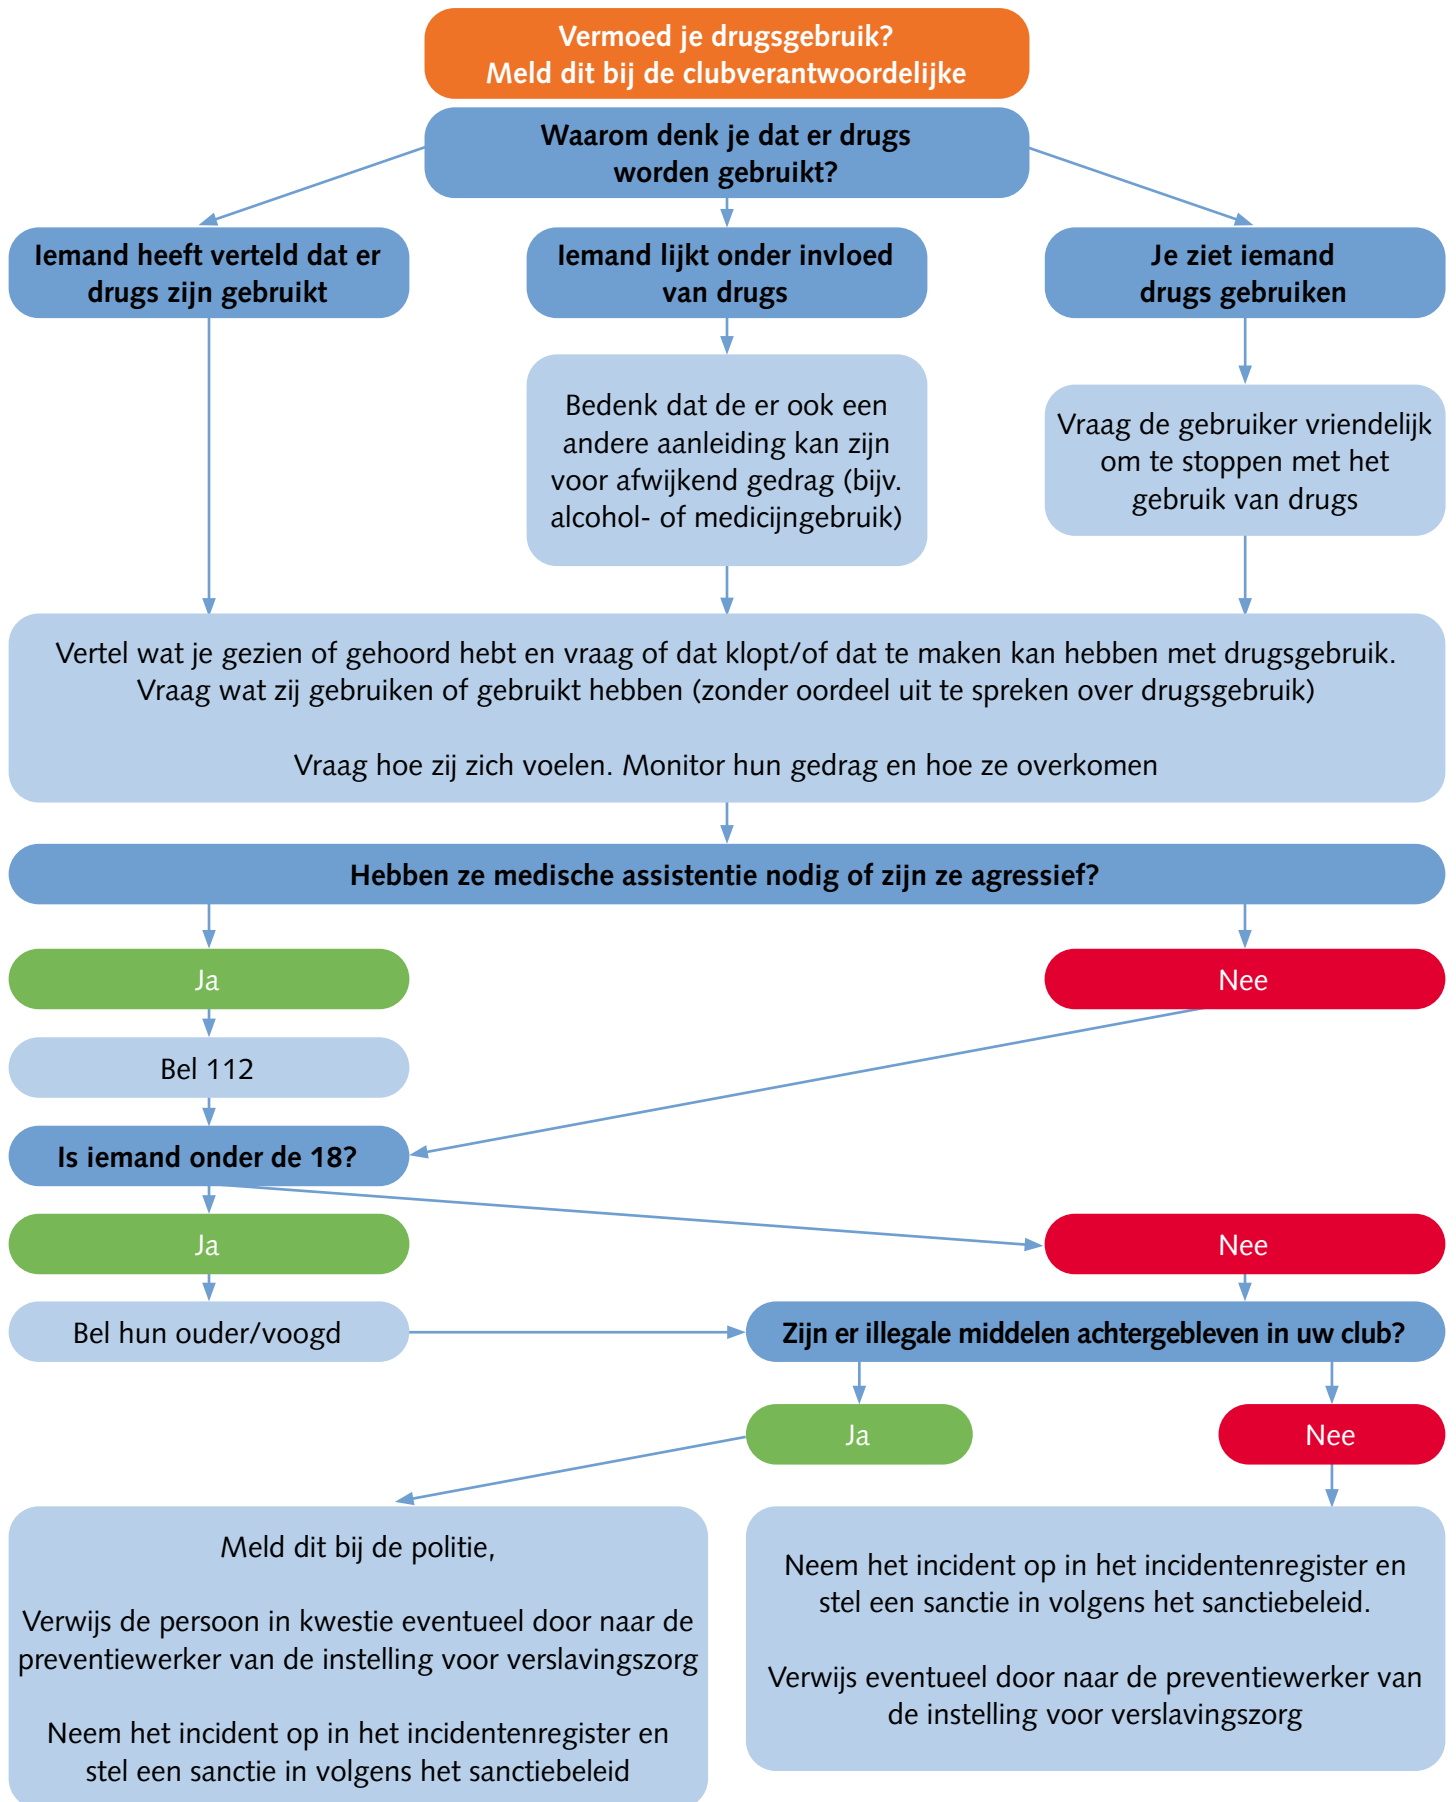 Vermoed je drugsgebruik?
Meld dit bij de clubverantwoordelijke
Waarom denk je dat er drugs
worden gebruikt?
Iemand heeft verteld dat er
drugs zijn gebruikt
Iemand lijkt onder invloed
van drugs
Je ziet iemand
drugs gebruiken
Bedenk dat de er ook een
andere aanleiding kan zijn
voor afwijkend gedrag (bijv.
alcohol- of medicijngebruik)
Vraag de gebruiker vriendelijk
om te stoppen met het
gebruik van drugs
Vertel wat je gezien of gehoord hebt en vraag of dat klopt/of dat te maken kan hebben met drugsgebruik.
Vraag wat zij gebruiken of gebruikt hebben (zonder oordeel uit te spreken over drugsgebruik)
Vraag hoe zij zich voelen. Monitor hun gedrag en hoe ze overkomen
Hebben ze medische assistentie nodig of zijn ze agressief?
Ja
Nee
Bel 112
Is iemand onder de 18?
Ja
Nee
Bel hun ouder/voogd
Zijn er illegale middelen achtergebleven in uw club?
Ja
Nee
Meld dit bij de politie,
Verwijs de persoon in kwestie eventueel door naar de
preventiewerker van de instelling voor verslavingszorg
Neem het incident op in het incidentenregister en
stel een sanctie in volgens het sanctiebeleid
Neem het incident op in het incidentenregister en
stel een sanctie in volgens het sanctiebeleid.
Verwijs eventueel door naar de preventiewerker van
de instelling voor verslavingszorg